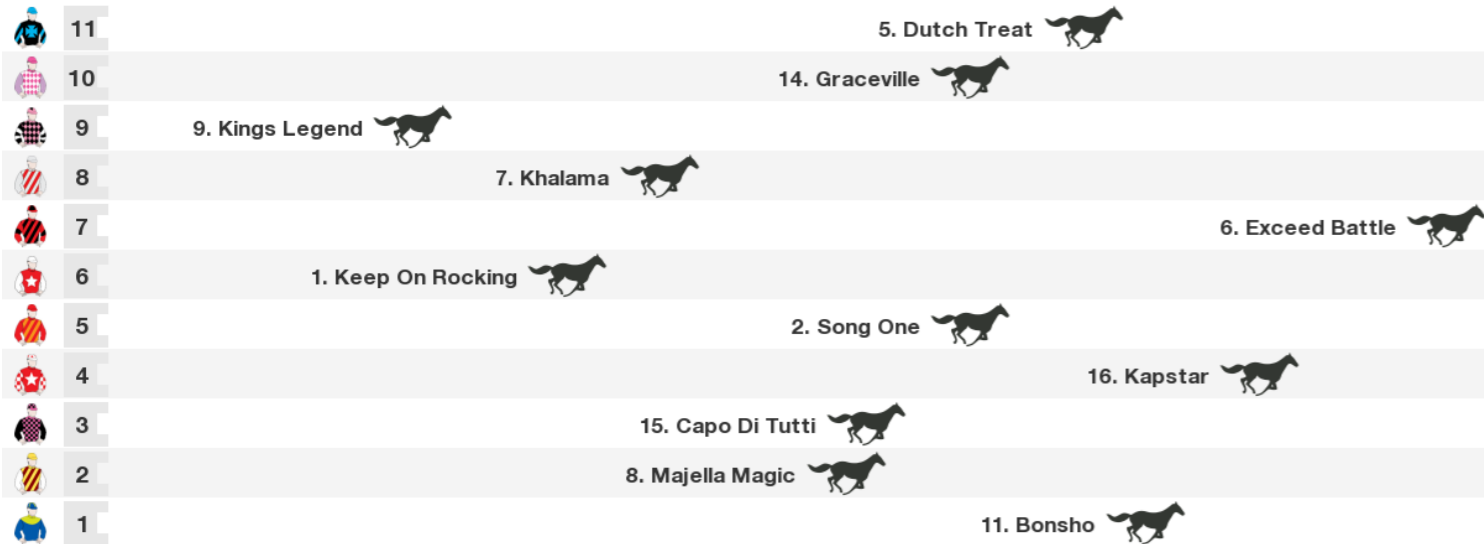 11 5. Dutch Treat
10 14. Graceville
9 9. Kings Legend
8 7. Khalama
7 6. Exceed Battle
6 1. Keep On Rocking
5 2. Song One
4 16. Kapstar
3 15. Capo Di Tutti
2 8. Majella Magic
1 11. Bonsho